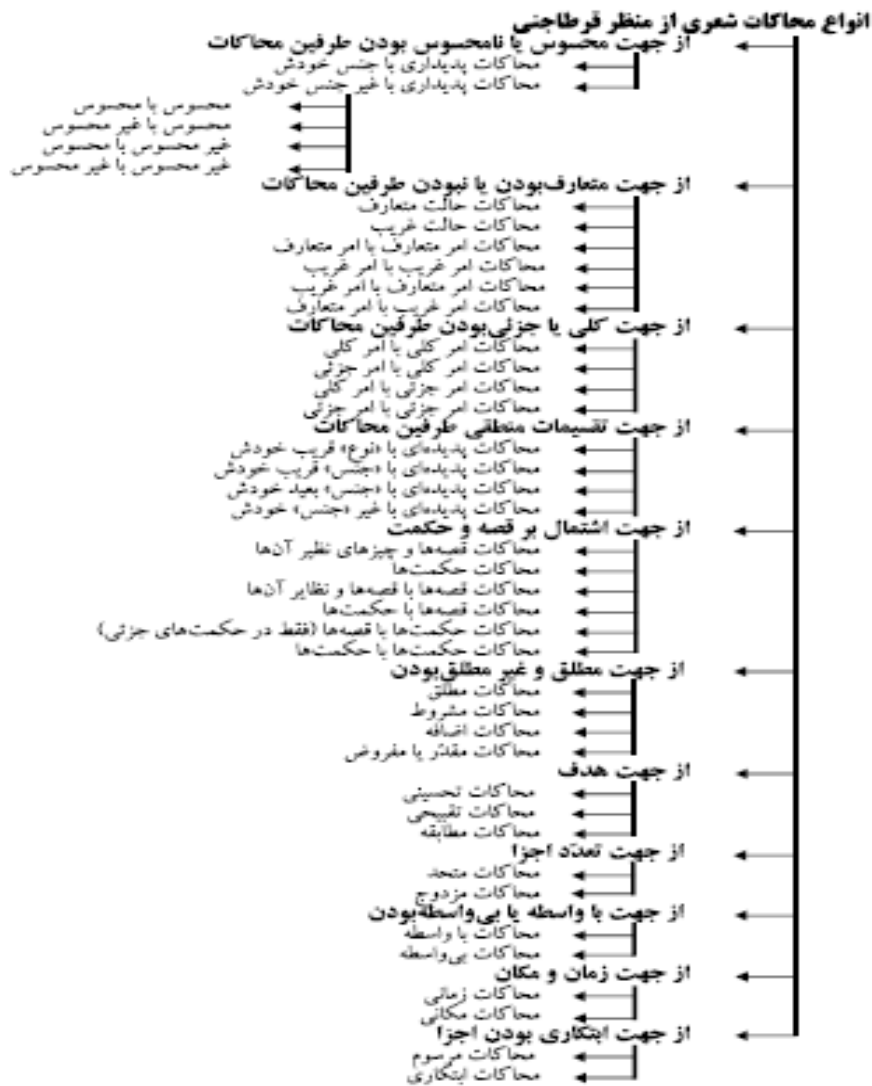 انواع محاکات شعری از منظر قرطاجنی
از جهت محسوس یا نامحسوس بودن طرفین محاکات
محاکات پدیداری با جنس خودش
محاکات پدیداری با غیر جنس خودش
محسوس با محسوس
محسوس با غیر محسوس
غیر محسوس با محسوس
غیر محسوس با غیر محسوس
از جهت متعارف‌بودن یا نبودن طرفین محاکات
محاکات حالت متعارف
محاکات حالت غریب
محاکات امر متعارف با امر متعارف
محاکات امر غریب با امر غریب
محاکات امر متعارف با امر غریب
محاکات امر غریب با امر متعارف
از جهت کلی یا جزئی‌بودن طرفین محاکات
محاکات امر کلی با امر کلی
محاکات امر کلی با امر جزئی
محاکات امر جزئی با امر کلی
محاکات امر جزئی با امر جزئی
از جهت تقسیمات منطقی طرفین محاکات
محاکات پدیده‌ای با «نوع» قریب خودش
محاکات پدیده‌ای با «جنس» قریب خودش
محاکات پدیده‌ای با «جنس» بعید خودش
محاکات پدیده‌ای با غیر «جنس» خودش
از جهت اشتمال بر قصه و حکمت
محاکات قصه‌ها و چیزهای نظیر آن‌ها
محاکات حکمت‌ها
محاکات قصه‌ها با قصه‌ها و نظایر آن‌ها
محاکات قصه‌ها با حکمت‌ها
محاکات حکمت‌ها با قصه‌ها (فقط در حکمت‌های جزئی)
محاکات حکمت‌ها با حکمت‌ها
از جهت مطلق و غیر مطلق‌بودن
محاکات مطلق
محاکات مشروط
محاکات اضافه
محاکات مقدّر یا مفروض
از جهت هدف
محاکات تحسینی
محاکات تقبیحی
محاکات مطابقه
از جهت تعدّد اجزا
محاکات متحد
محاکات مزدوج
از جهت با واسطه یا بی‌واسطه‌بودن
محاکات با واسطه
محاکات بی‌واسطه
از جهت زمان و مکان
محاکات زمانی
محاکات مکانی
از جهت ابتکاری بودن اجزا
محاکات مرسوم
محاکات ابتکاری